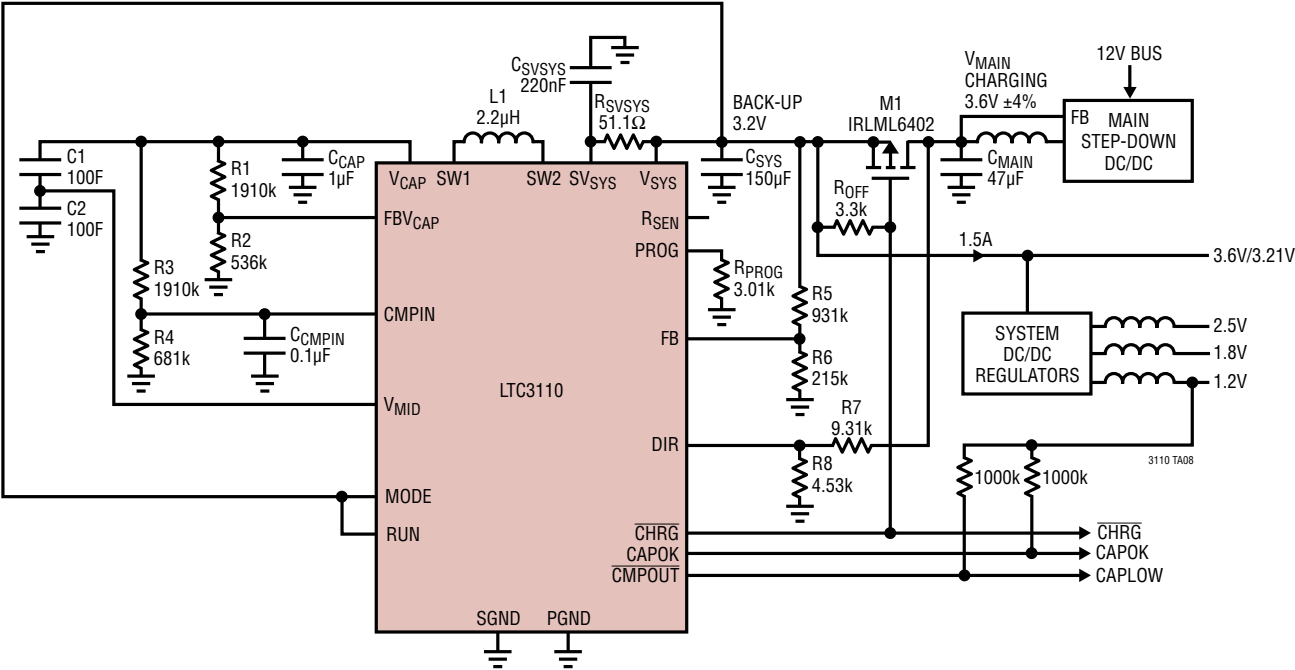 12V BUS
VMAIN
CHARGING
3.6V ±4%
FB
MAIN
STEP-DOWN
DC/DC
CSVSYS
220nF
L1
2.2µH
RSVSYS
51.1Ω
BACK-UP
3.2V
M1
IRLML6402
C1
100F
C2
100F
R1
1910k
CCAP
1µF
CSYS
150µF
CMAIN
47µF
VCAP
SW1
SW2
SVSYS
VSYS
ROFF
3.3k
FBVCAP
RSEN
R2
536k
PROG
1.5A
3.6V/3.21V
R3
1910k
RPROG
3.01k
R5
931k
CMPIN
R4
681k
CCMPIN
0.1µF
FB
R6
215k
SYSTEM
DC/DC
REGULATORS
2.5V
1.8V
1.2V
LTC3110
VMID
R7
9.31k
DIR
R8
4.53k
1000k
1000k
3110 TA08
MODE
RUN
CHRG
CAPOK
CMPOUT
CHRG
CAPOK
CAPLOW
SGND
PGND